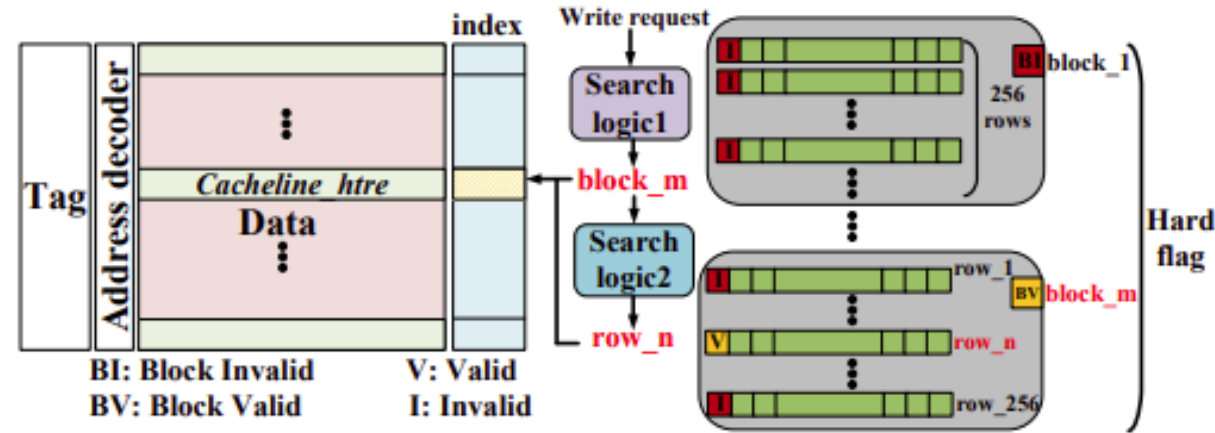 Tag
Address decoder
index
Cacheline_htre
Data
BI: Block Invalid
V: Valid
BV: Block Valid
I: Invalid
Write request
Search
logic1
block_m
Search
logic2
row_n
I
I
I
256
rows
BI
block_1
I
row_1
BV
block_m
V
row_n
I
row_256
Hard
flag